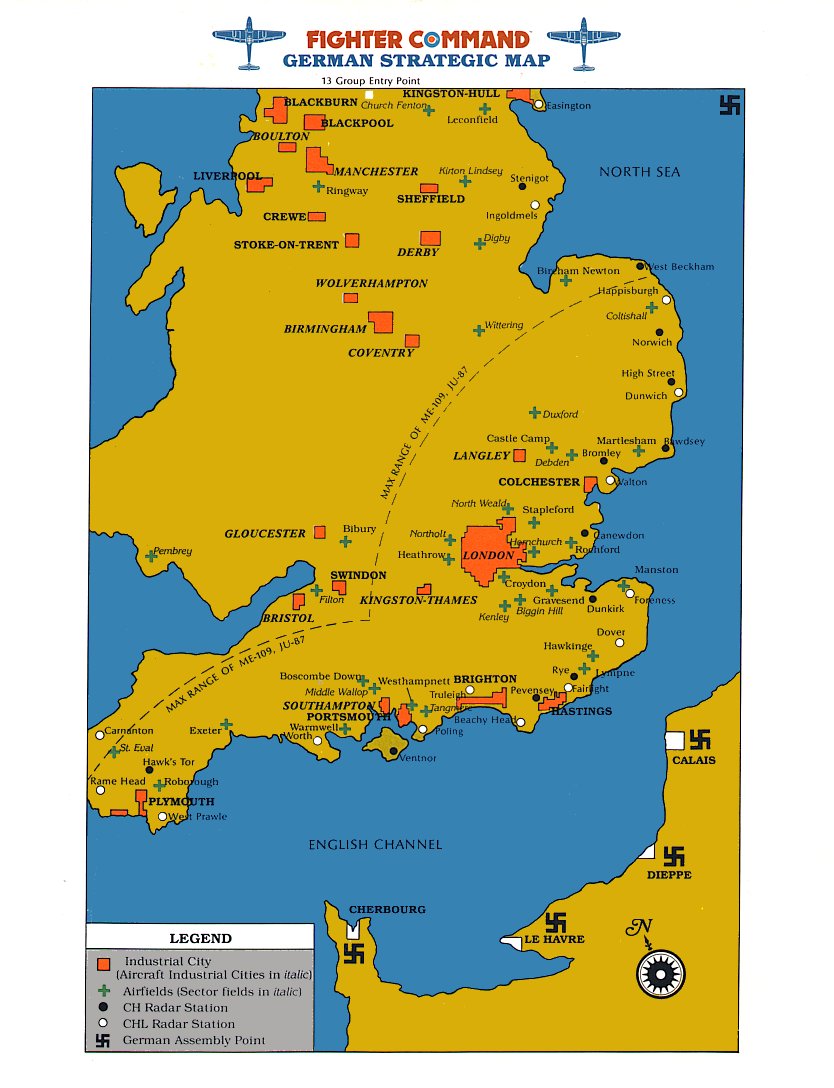 FIGHTER COMMAND
GERMAN STRATEGIC MAP
13 Group Entry Point
KINGSTON-HULL
BLACKBURN
Church Fenton
Easington
Leconfield
BLACKPOOL
BOULTON
NORTH SEA
LIVERPOOL
MANCHESTER
Kirton Lindsey
Stenigot
Ringway
SHEFFIELD
CREWE
Ingoldmels
STOKE-ON-TRENT
DERBY
Digby
Bircham Newton
West Beckham
WOLVERHAMPTON
Happisburgh
Coltishall
BIRMINGHAM
Wittering
Norwich
COVENTRY
High Street
Dunwich
MAX RANGE OF ME-109, JU-87
Duxford
Castle Camp
Martlesham
Bawdsey
LANGLEY
Debden
Bromley
COLCHESTER
Walton
North Weald
Stapleford
GLOUCESTER
Bibury
Northolt
Hornchurch
Canewdon
Rochford
Pembrey
Heathrow
LONDON
SWINDON
Croydon
Manston
Filton
KINGSTON-THAMES
Gravesend
Foreness
BRISTOL
Kenley
Biggin Hill
Dunkirk
MAX RANGE OF ME-109, JU-87
Dover
Hawkinge
Boscombe Down
Westhampnett
BRIGHTON
Rye
Lympne
Middle Wallop
Truleigh
Pevensey
Fairlight
SOUTHAMPTON
Tangmere
HASTINGS
PORTSMOUTH
Beachy Head
Carnanton
Exeter
Warmwell
Worth
Poling
St. Eval
Ventnor
Hawk's Tor
Rame Head
Roborough
CALAIS
PLYMOUTH
West Prawle
ENGLISH CHANNEL
DIEPPE
CHERBOURG
N
LE HAVRE
LEGEND
Industrial City
(Aircraft Industrial Cities in italic)
Airfields (Sector fields in italic)
CH Radar Station
CHL Radar Station
German Assembly Point